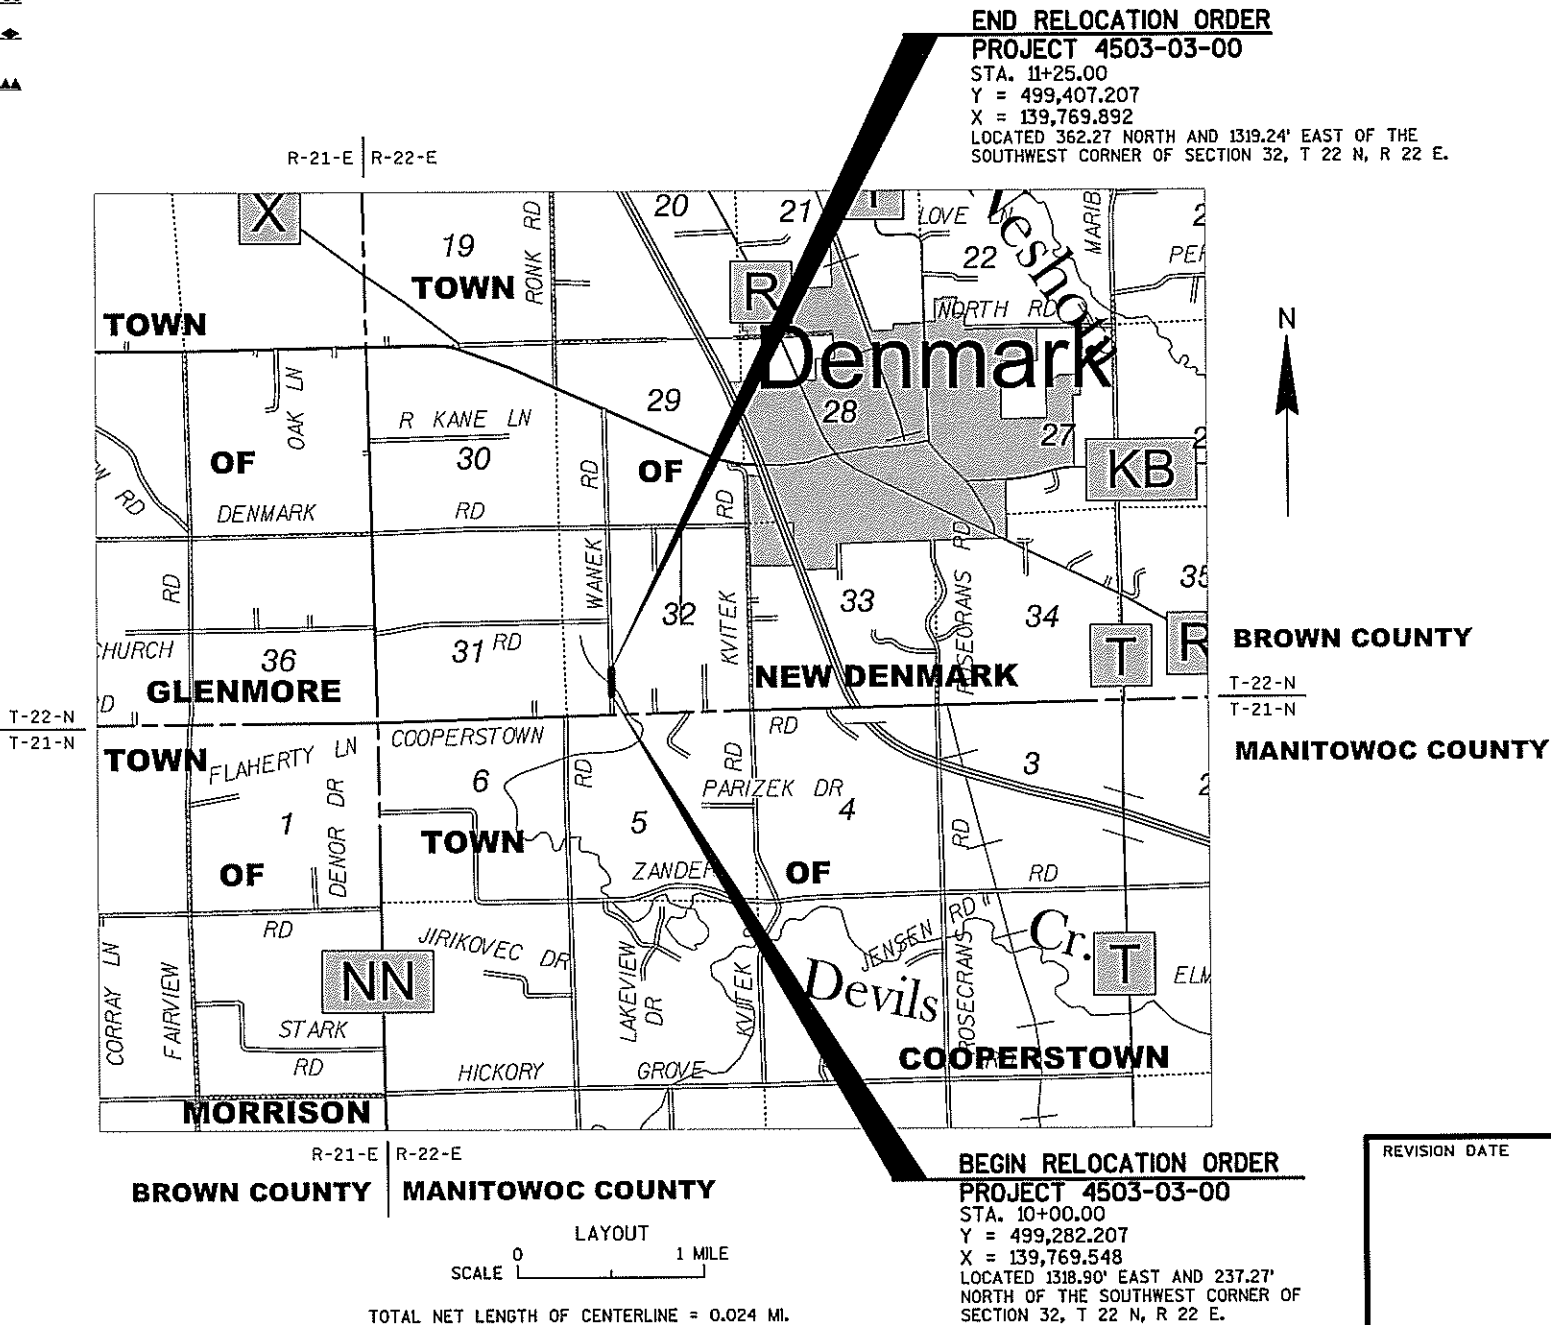 END RELOCATION ORDER
PROJECT 4503-03-00
STA. 11+25.00
Y = 499,407.207
X = 139,769.892
LOCATED 362.27 NORTH AND 1319.24' EAST OF THE
SOUTHWEST CORNER OF SECTION 32, T 22 N, R 22 E.
R-21-E R-22-E
X
19
TOWN
RONK RD
20
21
LOVE
22
MARIB
PER
TOWN
R
NORTH RD
N
Denmark
OAK LN
29
28
27
R KANE LN
OF
30
OF
RD
RD
KB
RD
DENMARK RD
WANEK
RD
RD
KVITEK
32
33
34
35
CHURCH
36
31 RD
T
R
BROWN COUNTY
GLENMORE
NEW DENMARK
RD
T-22-N
T-21-N
T-22-N
T-21-N
MANITOWOC COUNTY
TOWN
FLAHERTY LN
COOPERSTOWN
RD
RD
RD
6
3
1
DENOR DR
PARIZEK DR
5
4
TOWN
OF
ZANDER
OF
RD
RD
RD
JIRIKOVEC DR
JENSEN RD
Cr.
T
ELM
NN
Devils
CORRAY LN
FAIRVIEW
LAKEVIEW DR
KVITEK
ROSECRANS
STARK
RD
HICKORY
GROVE
COOPERSTOWN
MORRISON
R-21-E R-22-E
BROWN COUNTY
MANITOWOC COUNTY
BEGIN RELOCATION ORDER
PROJECT 4503-03-00
STA. 10+00.00
Y = 499,282.207
X = 139,769.548
LOCATED 1318.90' EAST AND 237.27'
NORTH OF THE SOUTHWEST CORNER OF
SECTION 32, T 22 N, R 22 E.
LAYOUT
0 1 MILE
SCALE
TOTAL NET LENGTH OF CENTERLINE = 0.024 MI.
REVISION DATE